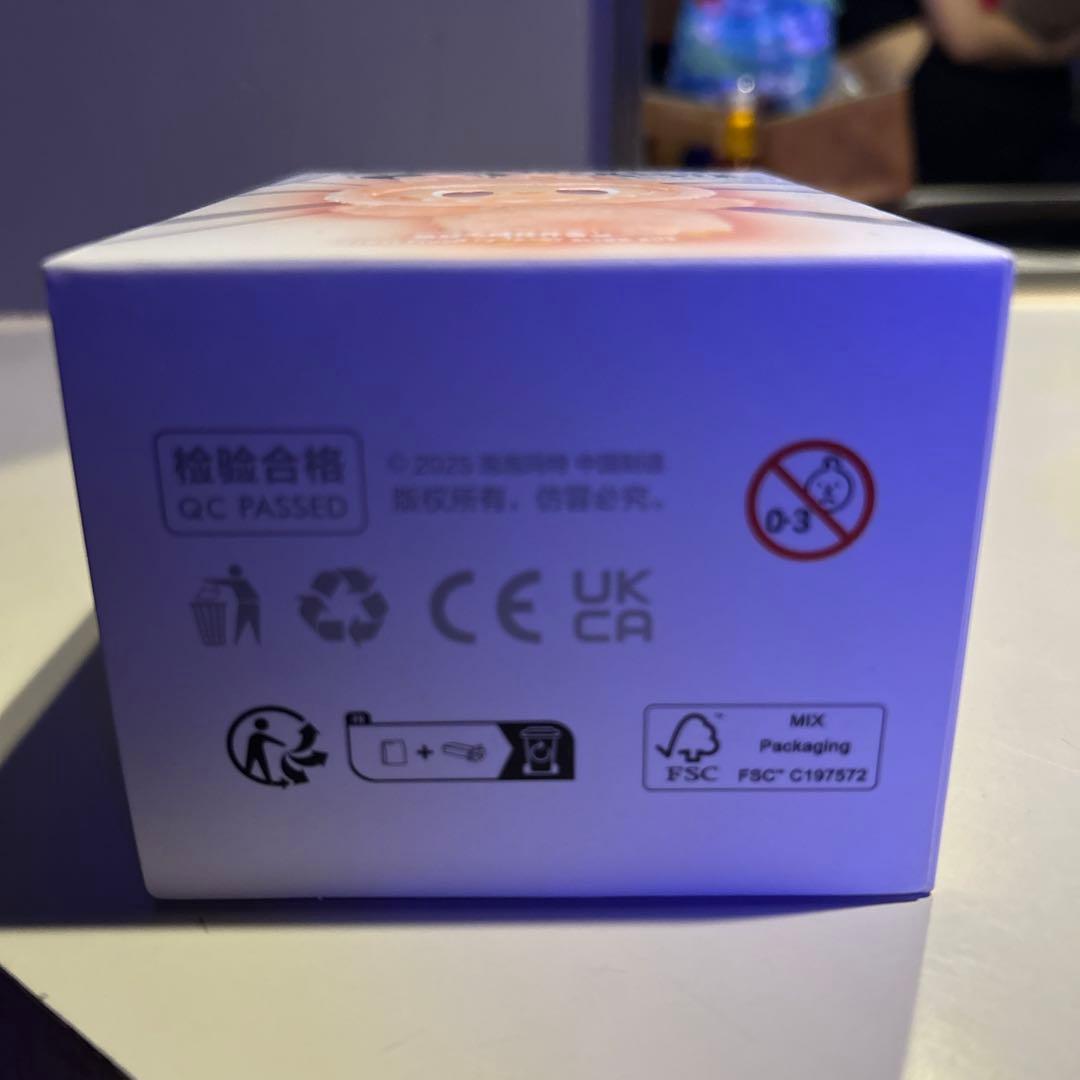 检验合格
QC PASSED
© 2025 泡泡玛特 中国制造
版权所有，仿冒必究。
0-3
CE
UK
CA
FSC
MIX
Packaging
FSC™ C197572